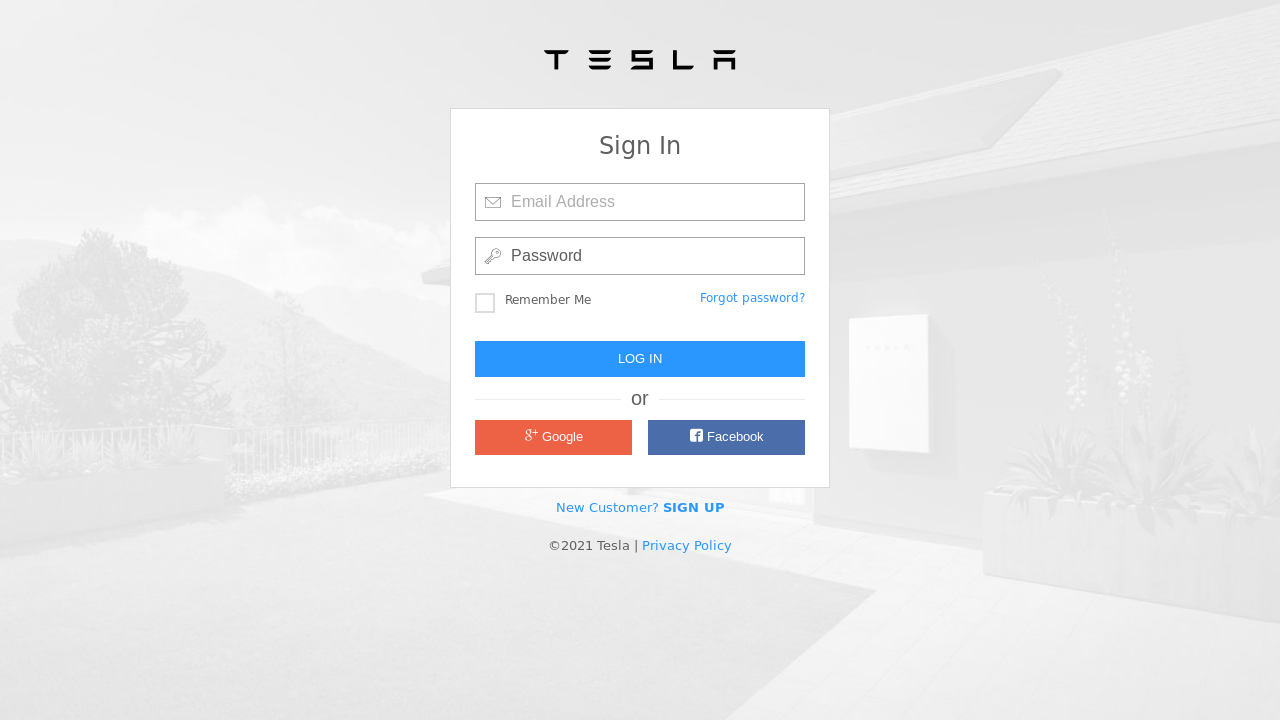 TESLA
Sign In
Email Address
Password
Remember Me Forgot password?
LOG IN
or
Google Facebook
New Customer? SIGN UP
©2021 Tesla | Privacy Policy